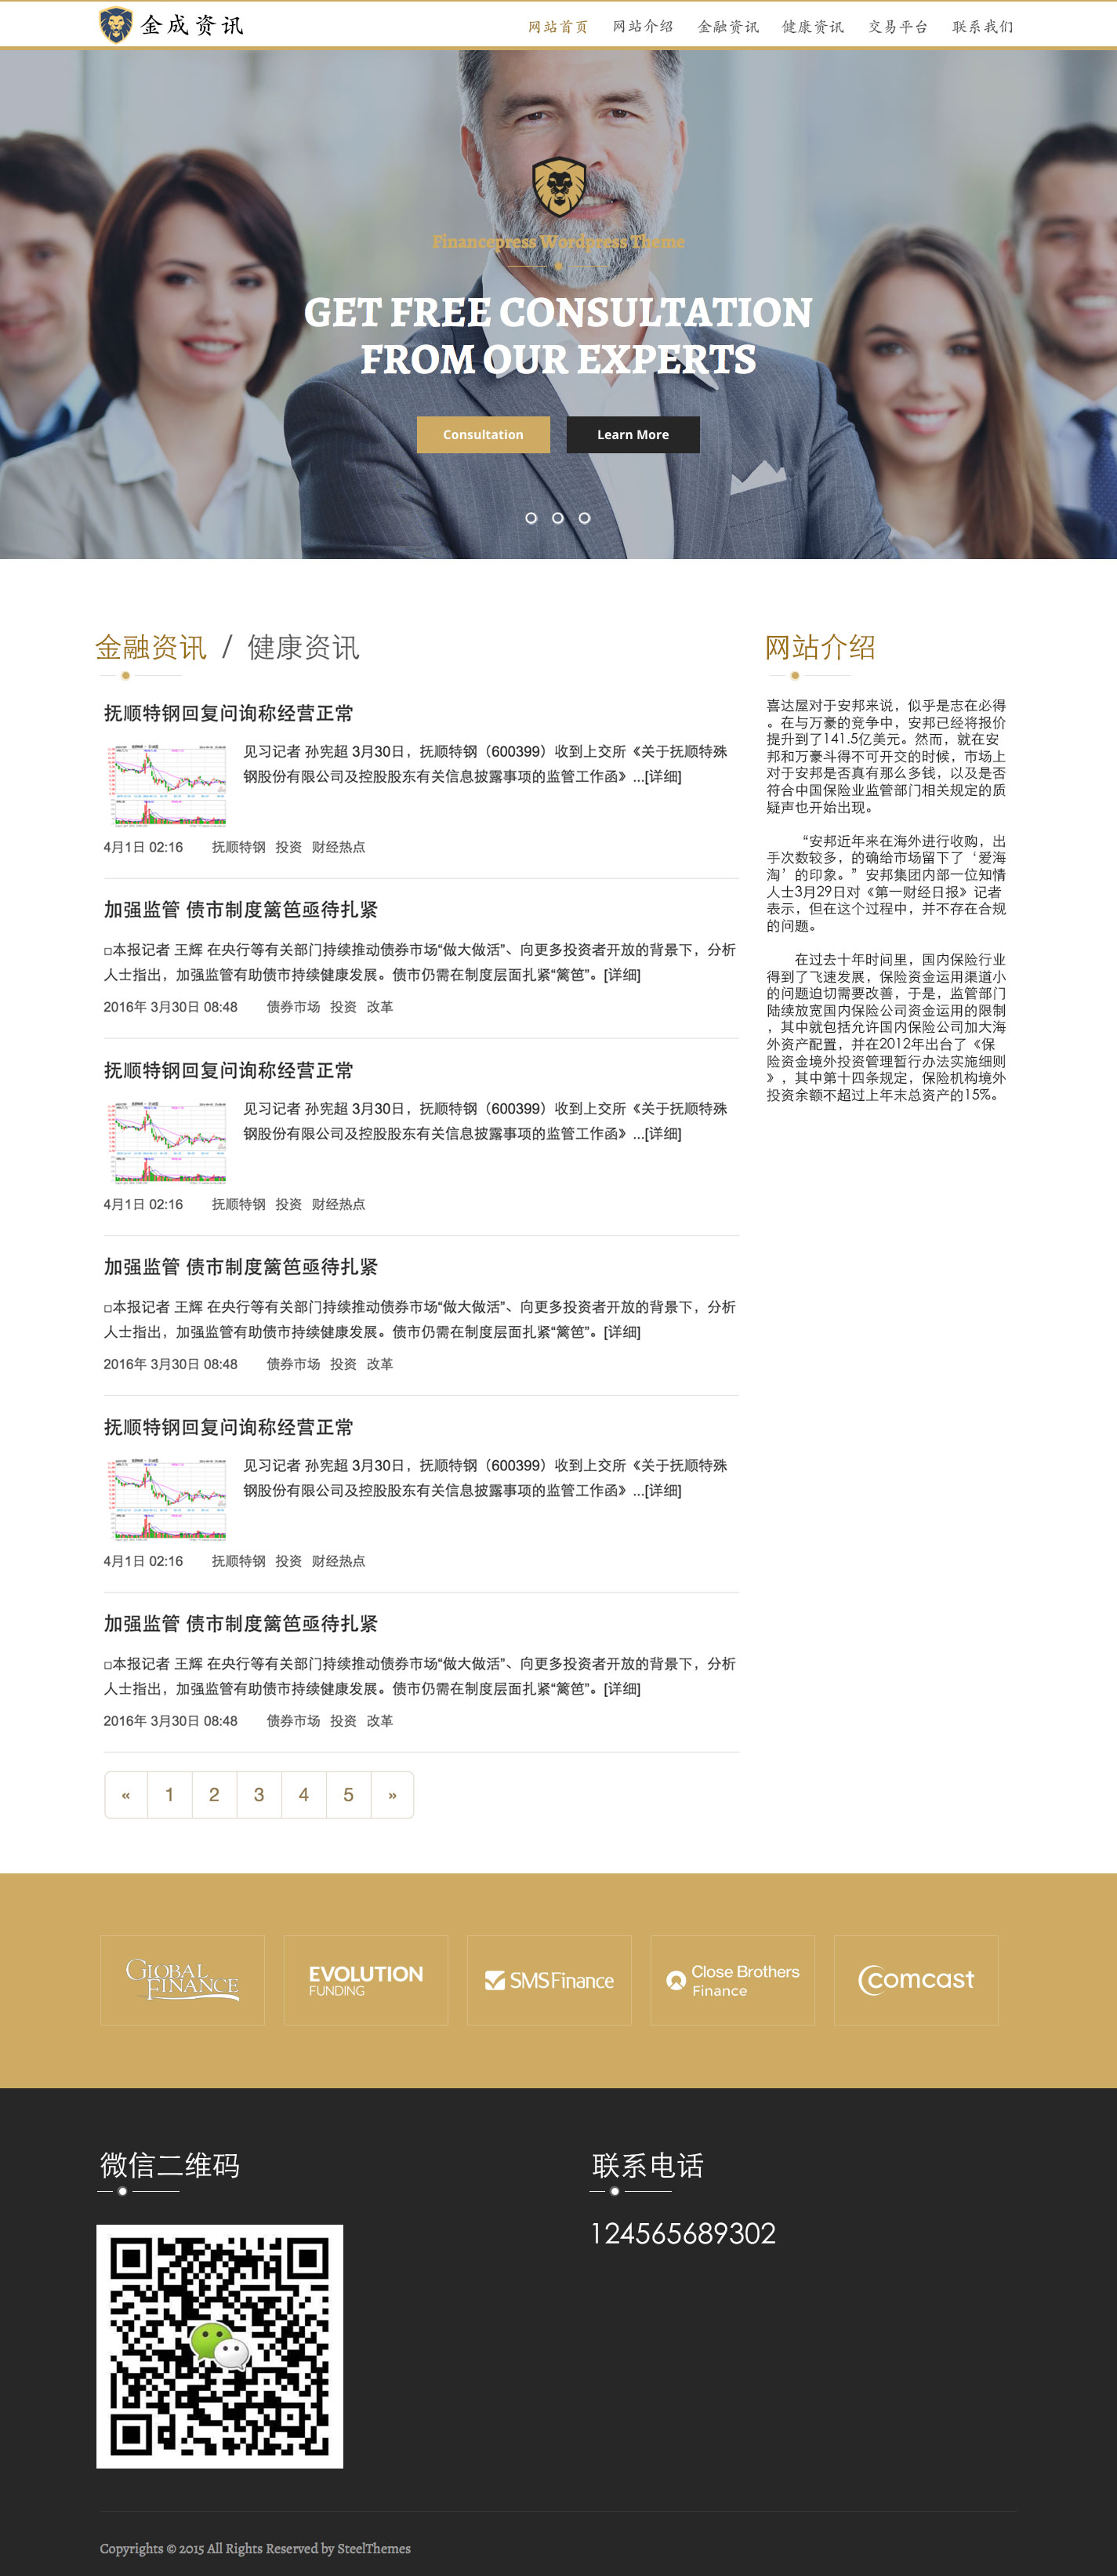 金成资讯
网站首页 网站介绍 金融资讯 健康资讯 交易平台 联系我们
Financepress Wordpress Theme
GET FREE CONSULTATION
FROM OUR EXPERTS
Consultation Learn More
金融资讯 / 健康资讯
抚顺特钢回复问询称经营正常
见习记者 孙宪超 3月30日，抚顺特钢（600399）收到上交所《关于抚顺特殊
钢股份有限公司及控股股东有关信息披露事项的监管工作函》...[详细]
4月1日 02:16 抚顺特钢 投资 财经热点
加强监管 债市制度篱笆亟待扎紧
□本报记者 王辉 在央行等有关部门持续推动债券市场“做大做活”、向更多投资者开放的背景下，分析
人士指出，加强监管有助债市持续健康发展。债市仍需在制度层面扎紧“篱笆”。[详细]
2016年 3月30日 08:48 债券市场 投资 改革
抚顺特钢回复问询称经营正常
见习记者 孙宪超 3月30日，抚顺特钢（600399）收到上交所《关于抚顺特殊
钢股份有限公司及控股股东有关信息披露事项的监管工作函》...[详细]
4月1日 02:16 抚顺特钢 投资 财经热点
加强监管 债市制度篱笆亟待扎紧
□本报记者 王辉 在央行等有关部门持续推动债券市场“做大做活”、向更多投资者开放的背景下，分析
人士指出，加强监管有助债市持续健康发展。债市仍需在制度层面扎紧“篱笆”。[详细]
2016年 3月30日 08:48 债券市场 投资 改革
抚顺特钢回复问询称经营正常
见习记者 孙宪超 3月30日，抚顺特钢（600399）收到上交所《关于抚顺特殊
钢股份有限公司及控股股东有关信息披露事项的监管工作函》...[详细]
4月1日 02:16 抚顺特钢 投资 财经热点
加强监管 债市制度篱笆亟待扎紧
□本报记者 王辉 在央行等有关部门持续推动债券市场“做大做活”、向更多投资者开放的背景下，分析
人士指出，加强监管有助债市持续健康发展。债市仍需在制度层面扎紧“篱笆”。[详细]
2016年 3月30日 08:48 债券市场 投资 改革
« 1 2 3 4 5 »
网站介绍
喜达屋对于安邦来说，似乎是志在必得
。在与万豪的竞争中，安邦已经将报价
提升到了141.5亿美元。然而，就在安
邦和万豪斗得不可开交的时候，市场上
对于安邦是否真有那么多钱，以及是否
符合中国保险业监管部门相关规定的质
疑声也开始出现。
“安邦近年来在海外进行收购，出
手次数较多，的确给市场留下了‘爱海
淘’的印象。”安邦集团内部一位知情
人士3月29日对《第一财经日报》记者
表示，但在这个过程中，并不存在合规
的问题。
在过去十年时间里，国内保险行业
得到了飞速发展，保险资金运用渠道小
的问题迫切需要改善，于是，监管部门
陆续放宽国内保险公司资金运用的限制
，其中就包括允许国内保险公司加大海
外资产配置，并在2012年出台了《保
险资金境外投资管理暂行办法实施细则
》，其中第十四条规定，保险机构境外
投资余额不超过上年末总资产的15%。
GLOBAL
FINANCE
EVOLUTION
FUNDING
SMS Finance
Close Brothers
Finance
comcast
微信二维码
联系电话
124565689302
Copyrights © 2015 All Rights Reserved by SteelThemes